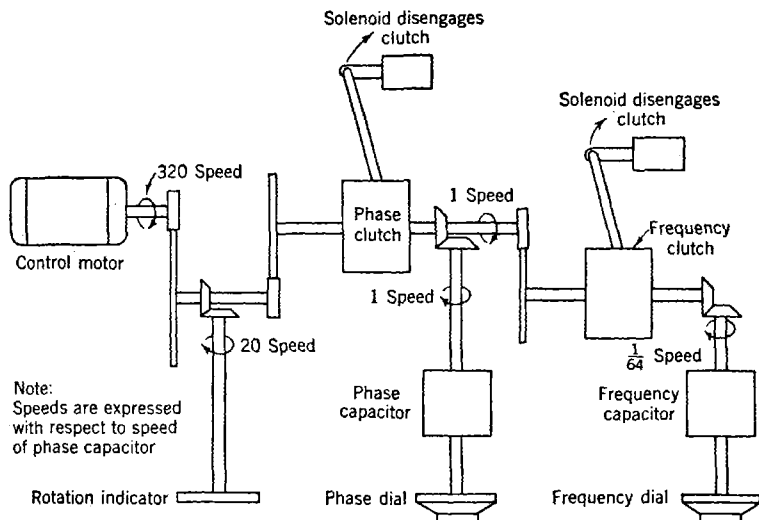 Solenoid disengages
clutch
Solenoid disengages
clutch
320 Speed
1 Speed
Phase
clutch
Frequency
clutch
Control motor
1 Speed
20 Speed
1/64 Speed
Note:
Speeds are expressed
with respect to speed
of phase capacitor
Phase
capacitor
Frequency
capacitor
Rotation indicator
Phase dial
Frequency dial